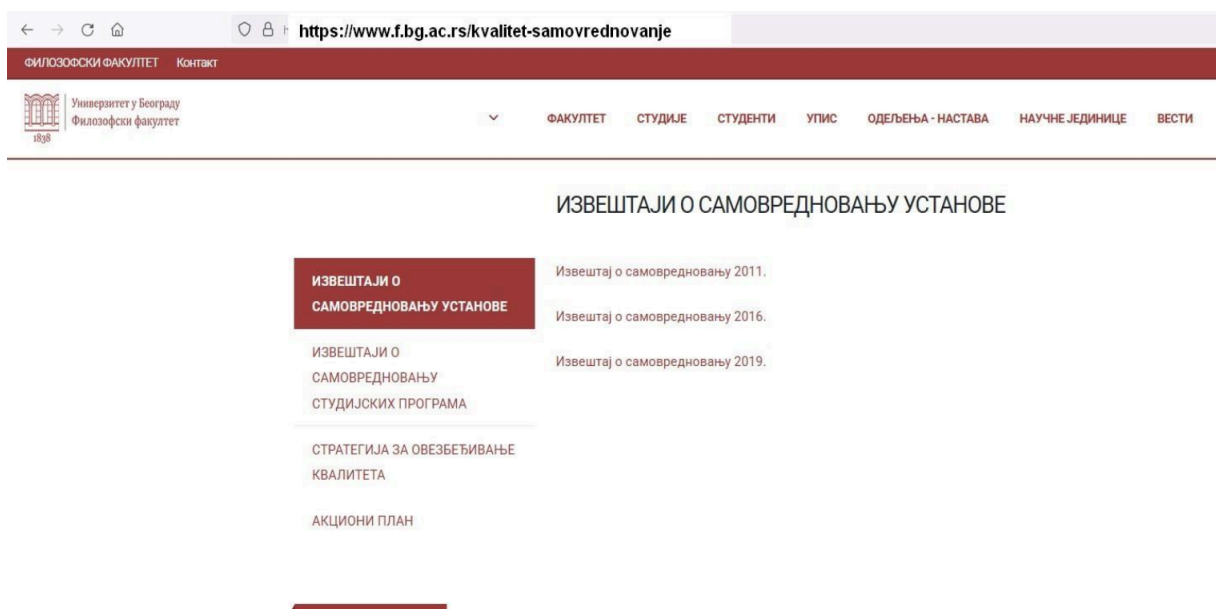 https://www.f.bg.ac.rs/kvalitet-samovrednovanje
ФИЛОЗОФСКИ ФАКУЛТЕТ Контакт
Универзитет у Београду
Филозофски факултет
1838
ФАКУЛТЕТ СТУДИЈЕ СТУДЕНТИ УПИС ОДЕЉЕЊА - НАСТАВА НАУЧНЕ ЈЕДИНИЦЕ ВЕСТИ
ИЗВЕШТАЈИ О САМОВРЕДНОВАЊУ УСТАНОВЕ
ИЗВЕШТАЈИ О
САМОВРЕДНОВАЊУ УСТАНОВЕ
ИЗВЕШТАЈИ О
САМОВРЕДНОВАЊУ
СТУДИЈСКИХ ПРОГРАМА
СТРАТЕГИЈА ЗА ОВЕЗБЕЂИВАЊЕ
КВАЛИТЕТА
АКЦИОНИ ПЛАН
Извештај о самовредновању 2011.
Извештај о самовредновању 2016.
Извештај о самовредновању 2019.